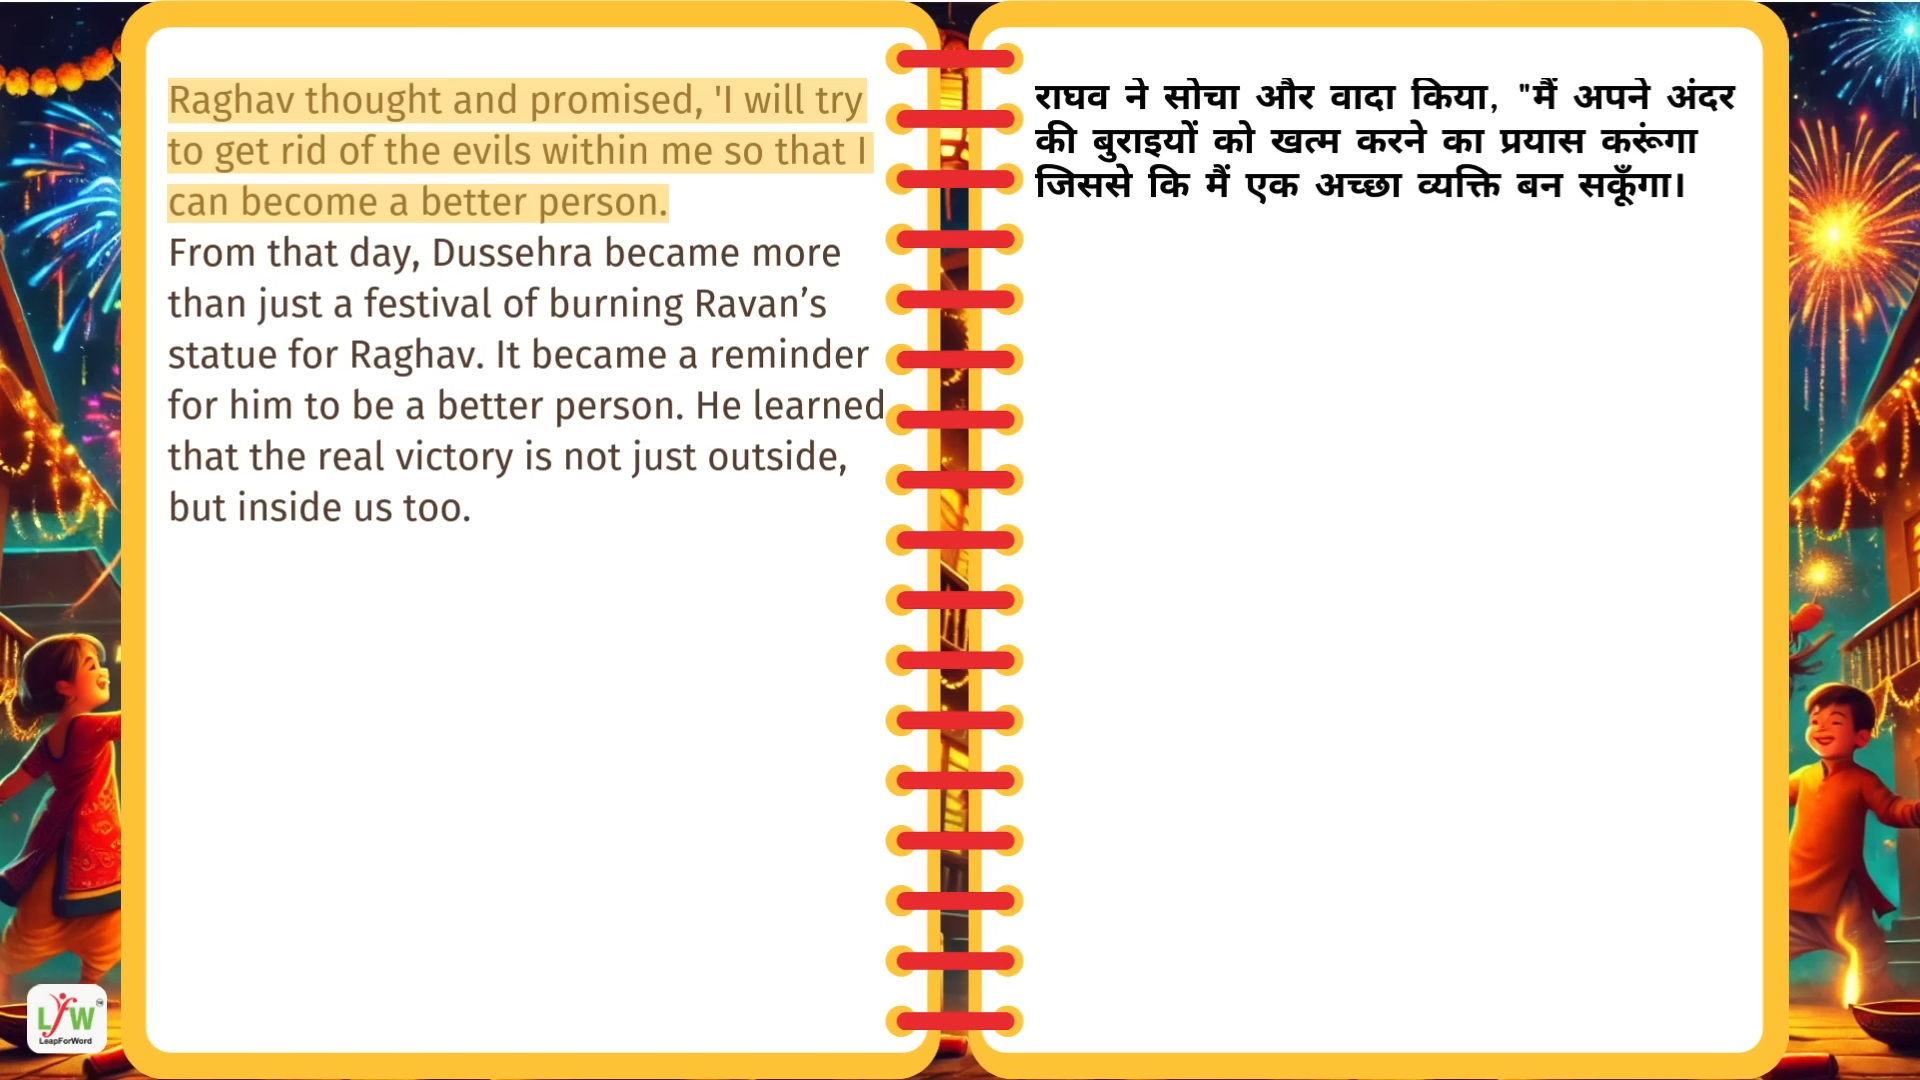 Raghav thought and promised, 'I will try
to get rid of the evils within me so that I
can become a better person.
From that day, Dussehra became more
than just a festival of burning Ravan’s
statue for Raghav. It became a reminder
for him to be a better person. He learned
that the real victory is not just outside,
but inside us too.
राघव ने सोचा और वादा किया, "मैं अपने अंदर
की बुराइयों को खत्म करने का प्रयास करूंगा
जिससे कि मैं एक अच्छा व्यक्ति बन सकूँगा।
LfW
LeapForWord